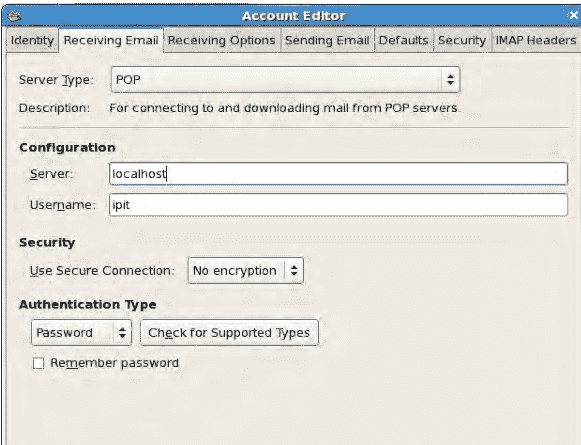 Account Editor
Identity Receiving Email Receiving Options Sending Email Defaults Security IMAP Headers
Server Type: POP
Description: For connecting to and downloading mail from POP servers.
Configuration
Server: localhost
Username: ipit
Security
Use Secure Connection: No encryption
Authentication Type
Password Check for Supported Types
Remember password